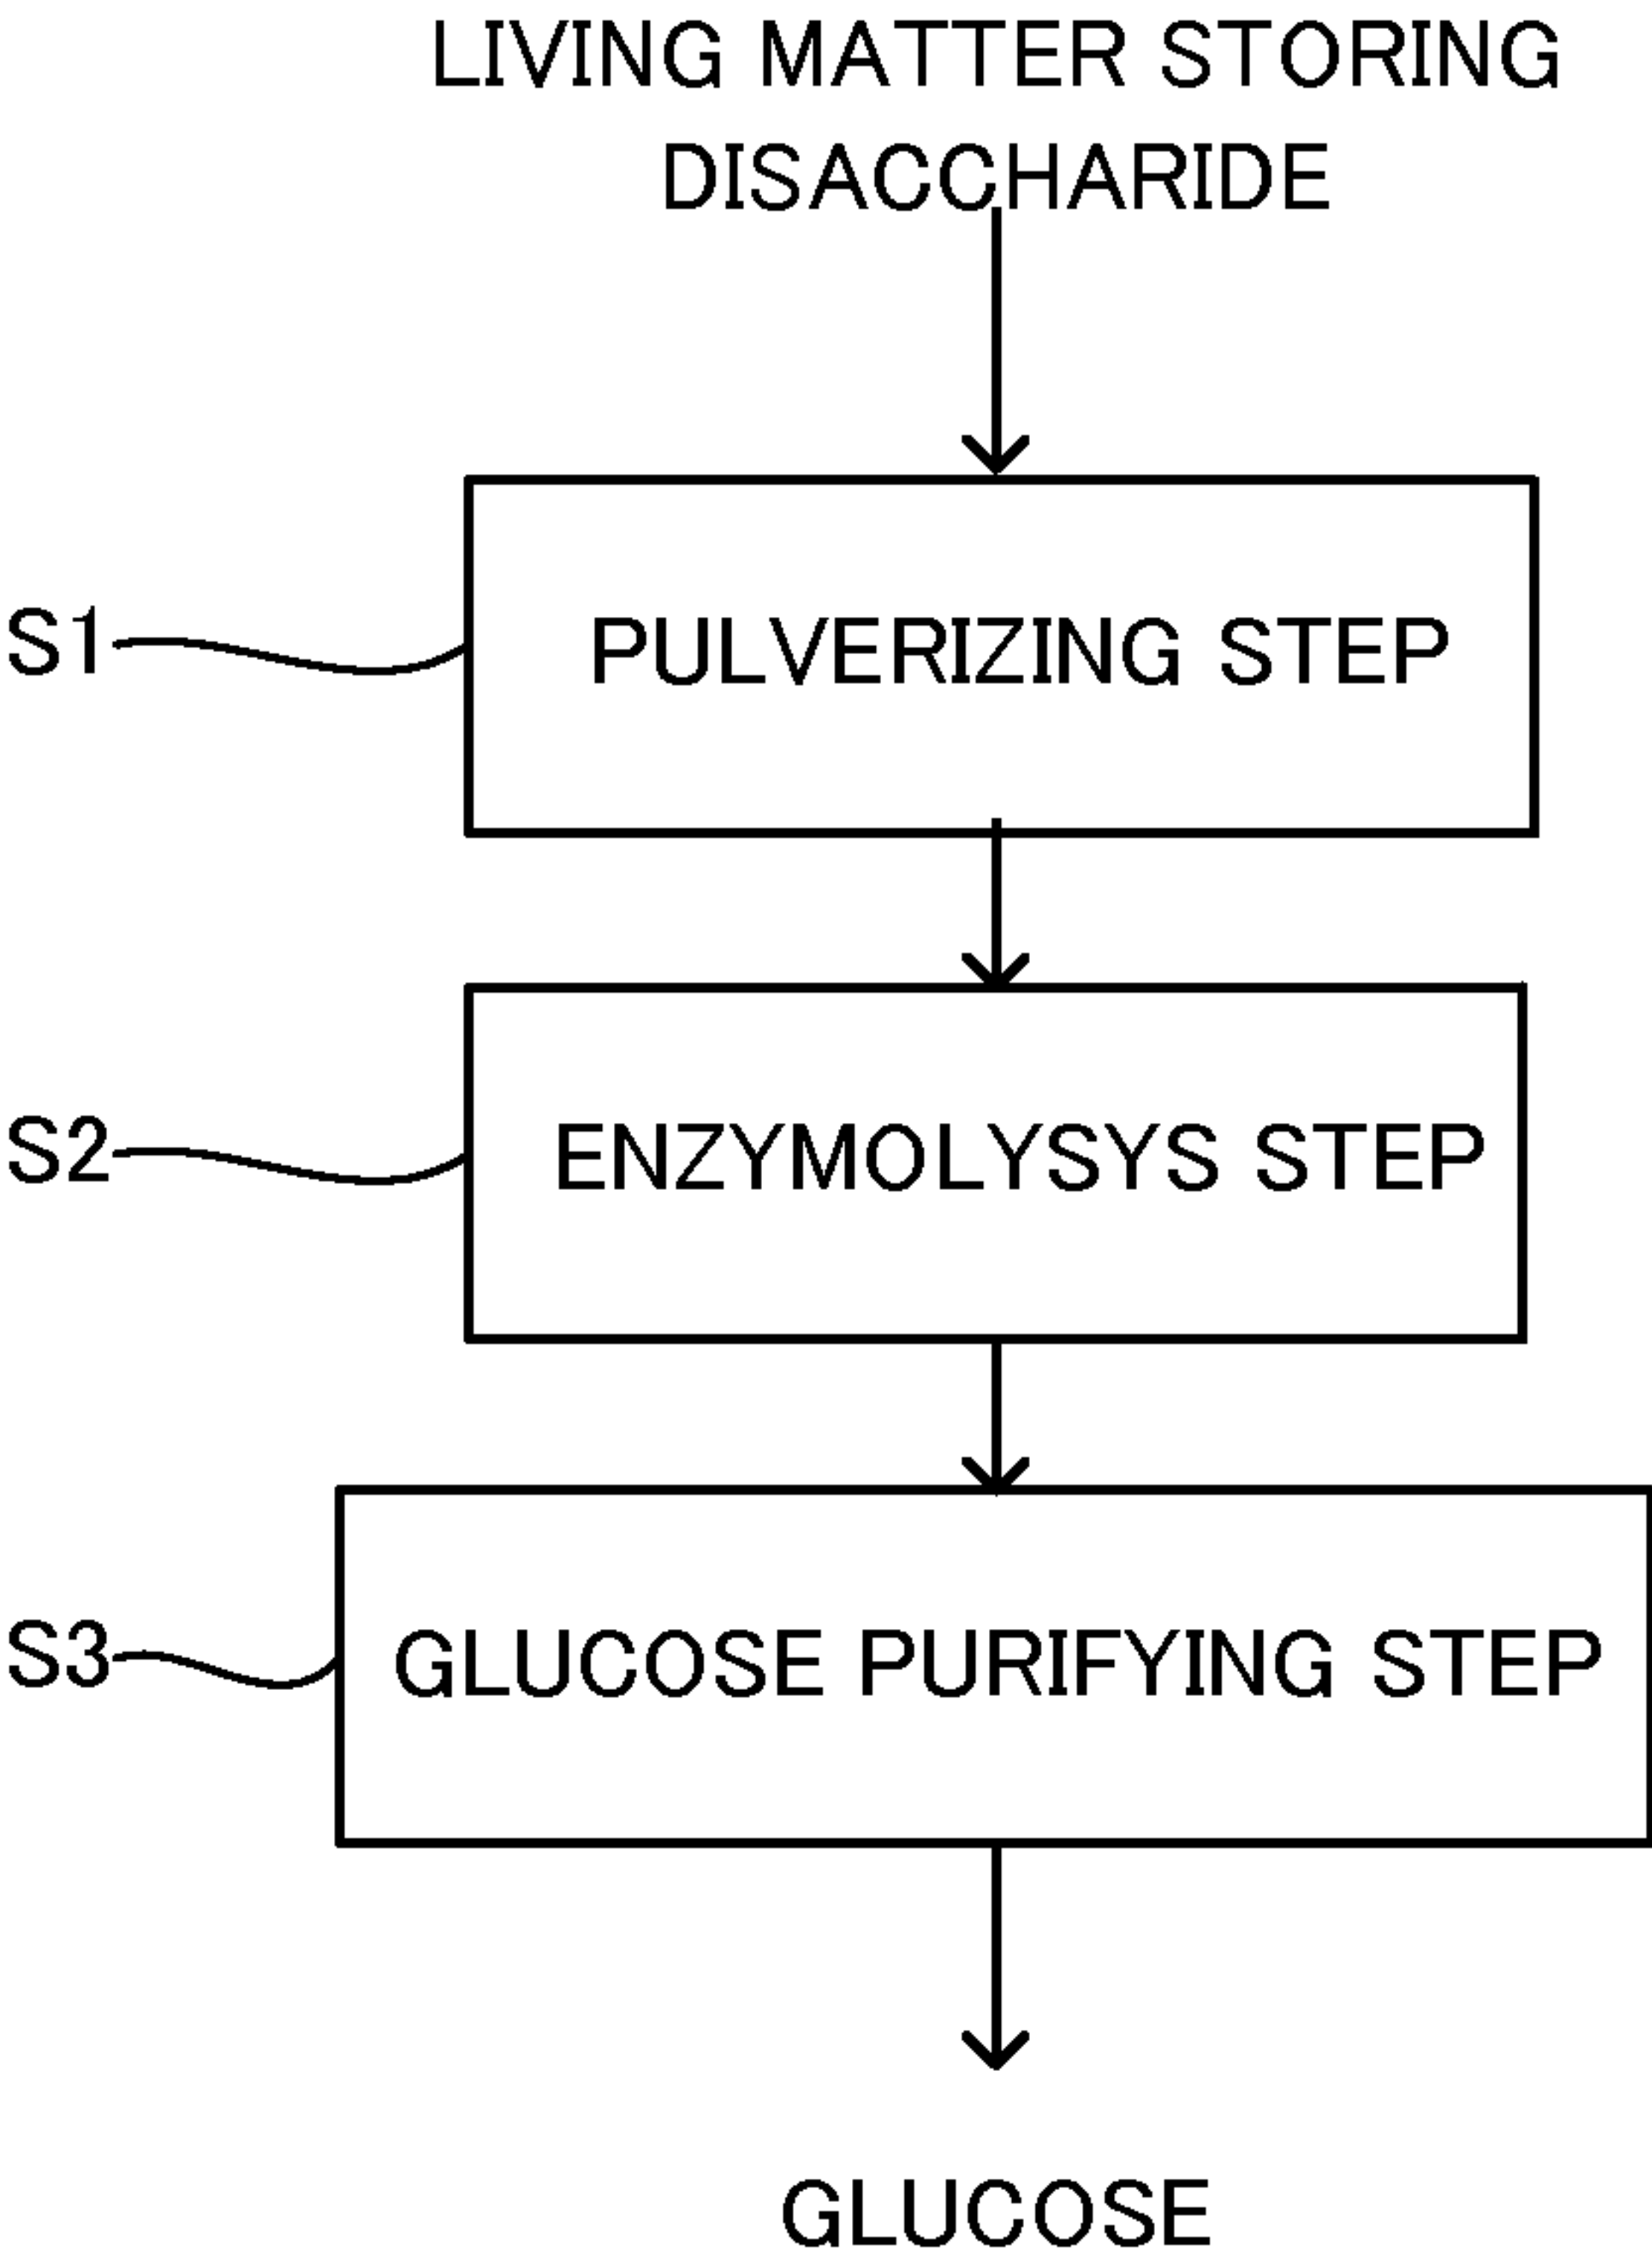 LIVING MATTER STORING
DISACCHARIDE
S1 PULVERIZING STEP
S2 ENZYMOLYSYS STEP
S3 GLUCOSE PURIFYING STEP
GLUCOSE